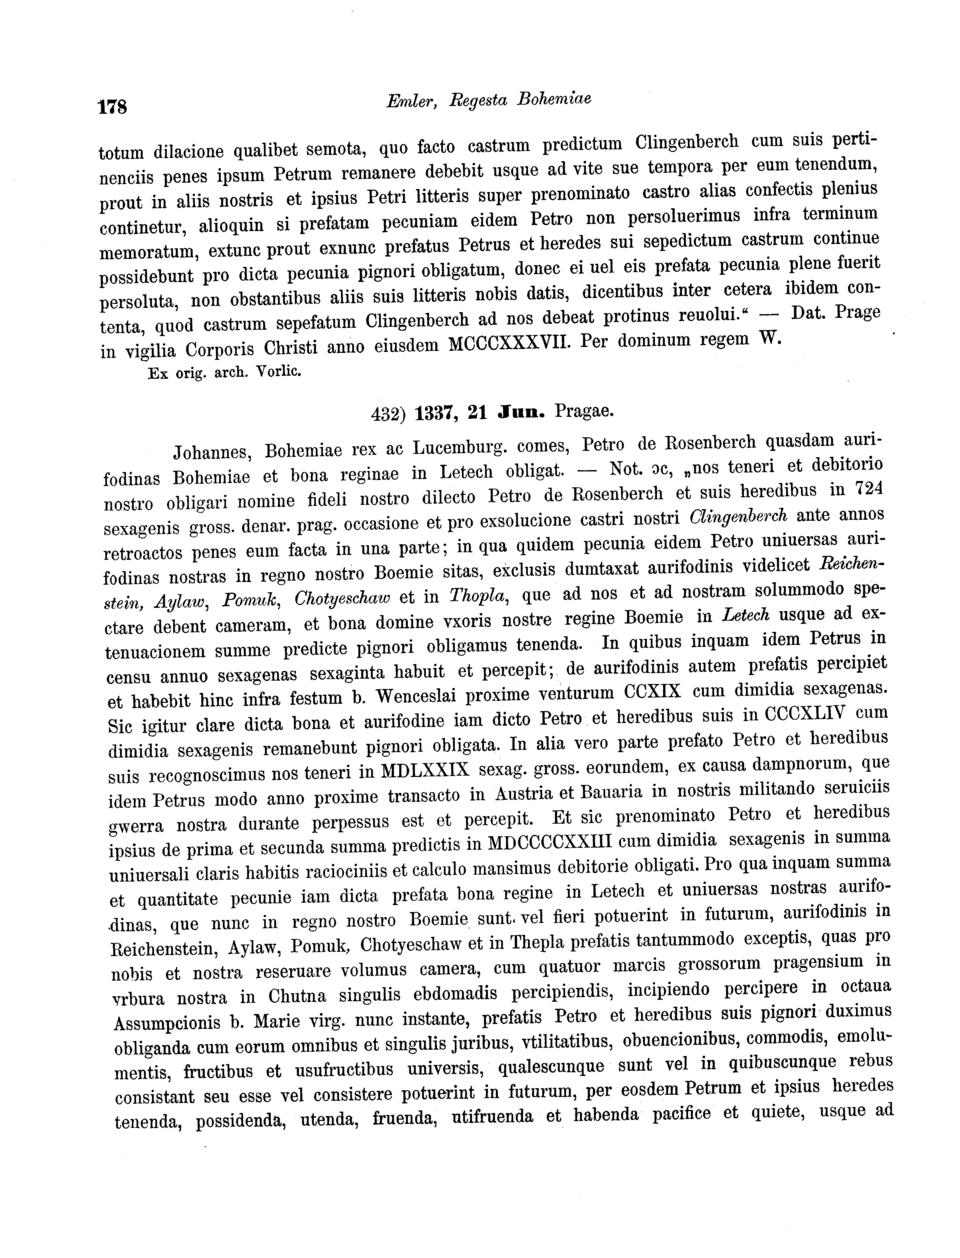 178
Emler, Regesta Bohemiae
totum dilacione qualibet semota, quo facto castrum predictum Clingenberch cum suis perti-
nenciis penes ipsum Petrum remanere debebit usque ad vite sue tempora per eum tenendum,
prout in aliis nostris et ipsius Petri litteris super prenominato castro alias confectis plenius
continetur, alioquin si prefatam pecuniam eidem Petro non persoluerimus infra terminum
memoratum, extunc prout exnunc prefatus Petrus et heredes sui sepedictum castrum continue
possidebunt pro dicta pecunia pignori obligatum, donec ei uel eis prefata pecunia plene fuerit
persoluta, non obstantibus aliis suis litteris nobis datis, dicentibus inter cetera ibidem con-
tenta, quod castrum sepefatum Clingenberch ad nos debeat protinus reuolui.“ — Dat. Prage
in vigilia Corporis Christi anno eiusdem MCCCXXXVII. Per dominum regem W.
Ex orig. arch. Vorlic.
432) 1337, 21 Jun. Pragae.
Johannes, Bohemiae rex ac Lucemburg. comes, Petro de Rosenberch quasdam auri-
fodinas Bohemiae et bona reginae in Letech obligat. — Not. ɔc, „nos teneri et debitorio
nostro obligari nomine fideli nostro dilecto Petro de Rosenberch et suis heredibus in 724
sexagenis gross. denar. prag. occasione et pro exsolucione castri nostri Clingenberch ante annos
retroactos penes eum facta in una parte; in qua quidem pecunia eidem Petro uniuersas auri-
fodinas nostras in regno nostro Boemie sitas, exclusis dumtaxat aurifodinis videlicet Reichen-
stein, Aylaw, Pomuk, Chotyeschaw et in Thopla, que ad nos et ad nostram solummodo spe-
ctare debent cameram, et bona domine vxoris nostre regine Boemie in Letech usque ad ex-
tenuacionem summe predicte pignori obligamus tenenda. In quibus inquam idem Petrus in
censu annuo sexagenas sexaginta habuit et percepit; de aurifodinis autem prefatis percipiet
et habebit hinc infra festum b. Wenceslai proxime venturum CCXIX cum dimidia sexagenas.
Sic igitur clare dicta bona et aurifodine iam dicto Petro et heredibus suis in CCCXLIV cum
dimidia sexagenis remanebunt pignori obligata. In alia vero parte prefato Petro et heredibus
suis recognoscimus nos teneri in MDLXXIX sexag. gross. eorundem, ex causa dampnorum, que
idem Petrus modo anno proxime transacto in Austria et Bauaria in nostris militando seruiciis
gwerra nostra durante perpessus est et percepit. Et sic prenominato Petro et heredibus
ipsius de prima et secunda summa predictis in MDCCCCXXIII cum dimidia sexagenis in summa
uniuersali claris habitis raciociniis et calculo mansimus debitorie obligati. Pro qua inquam summa
et quantitate pecunie iam dicta prefata bona regine in Letech et uniuersas nostras aurifo-
dinas, que nunc in regno nostro Boemie sunt. vel fieri potuerint in futurum, aurifodinis in
Reichenstein, Aylaw, Pomuk, Chotyeschaw et in Thepla prefatis tantummodo exceptis, quas pro
nobis et nostra reseruare volumus camera, cum quatuor marcis grossorum pragensium in
vrbura nostra in Chutna singulis ebdomadis percipiendis, incipiendo percipere in octaua
Assumpcionis b. Marie virg. nunc instante, prefatis Petro et heredibus suis pignori duximus
obliganda cum eorum omnibus et singulis juribus, vtilitatibus, obuencionibus, commodis, emolu-
mentis, fructibus et usufructibus universis, qualescunque sunt vel in quibuscunque rebus
consistant seu esse vel consistere potuerint in futurum, per eosdem Petrum et ipsius heredes
tenenda, possidenda, utenda, fruenda, utifruenda et habenda pacifice et quiete, usque ad